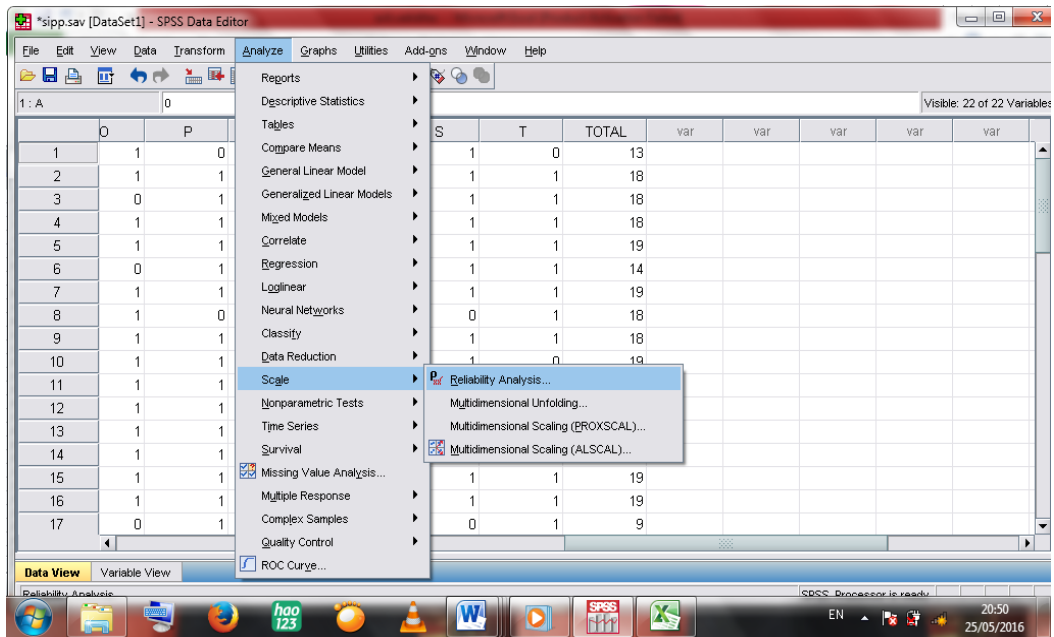 *sipp.sav [DataSet1] - SPSS Data Editor
File Edit View Data Transform Analyze Graphs Utilities Add-ons Window Help
1 : A 0 Visible: 22 of 22 Variables
O P S T TOTAL var var var var var
1 1 0 1 0 13
2 1 1 1 1 18
3 0 1 1 1 18
4 1 1 1 1 18
5 1 1 1 1 19
6 0 1 1 1 14
7 1 1 1 1 19
8 1 0 0 1 18
9 1 1 1 1 18
10 1 1 1 0 19
11 1 1
12 1 1
13 1 1
14 1 1
15 1 1 1 1 19
16 1 1 1 1 19
17 0 1 0 1 9
Reports
Descriptive Statistics
Tables
Compare Means
General Linear Model
Generalized Linear Models
Mixed Models
Correlate
Regression
Loglinear
Neural Networks
Classify
Data Reduction
Scale
Nonparametric Tests
Time Series
Survival
Missing Value Analysis...
Multiple Response
Complex Samples
Quality Control
ROC Curve...
Reliability Analysis...
Multidimensional Unfolding...
Multidimensional Scaling (PROXSCAL)...
Multidimensional Scaling (ALSCAL)...
Data View Variable View
Reliability Analysis SPSS Processor is ready
hao
123
W
SPSS
X
EN
20:50
25/05/2016